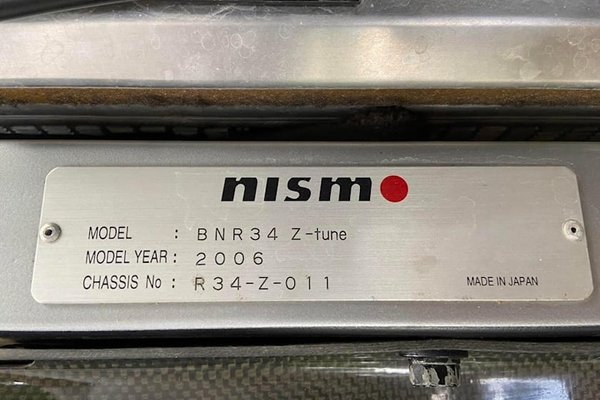 nismo
MODEL : BNR34 Z-tune
MODEL YEAR : 2006
CHASSIS No : R34-Z-011
MADE IN JAPAN